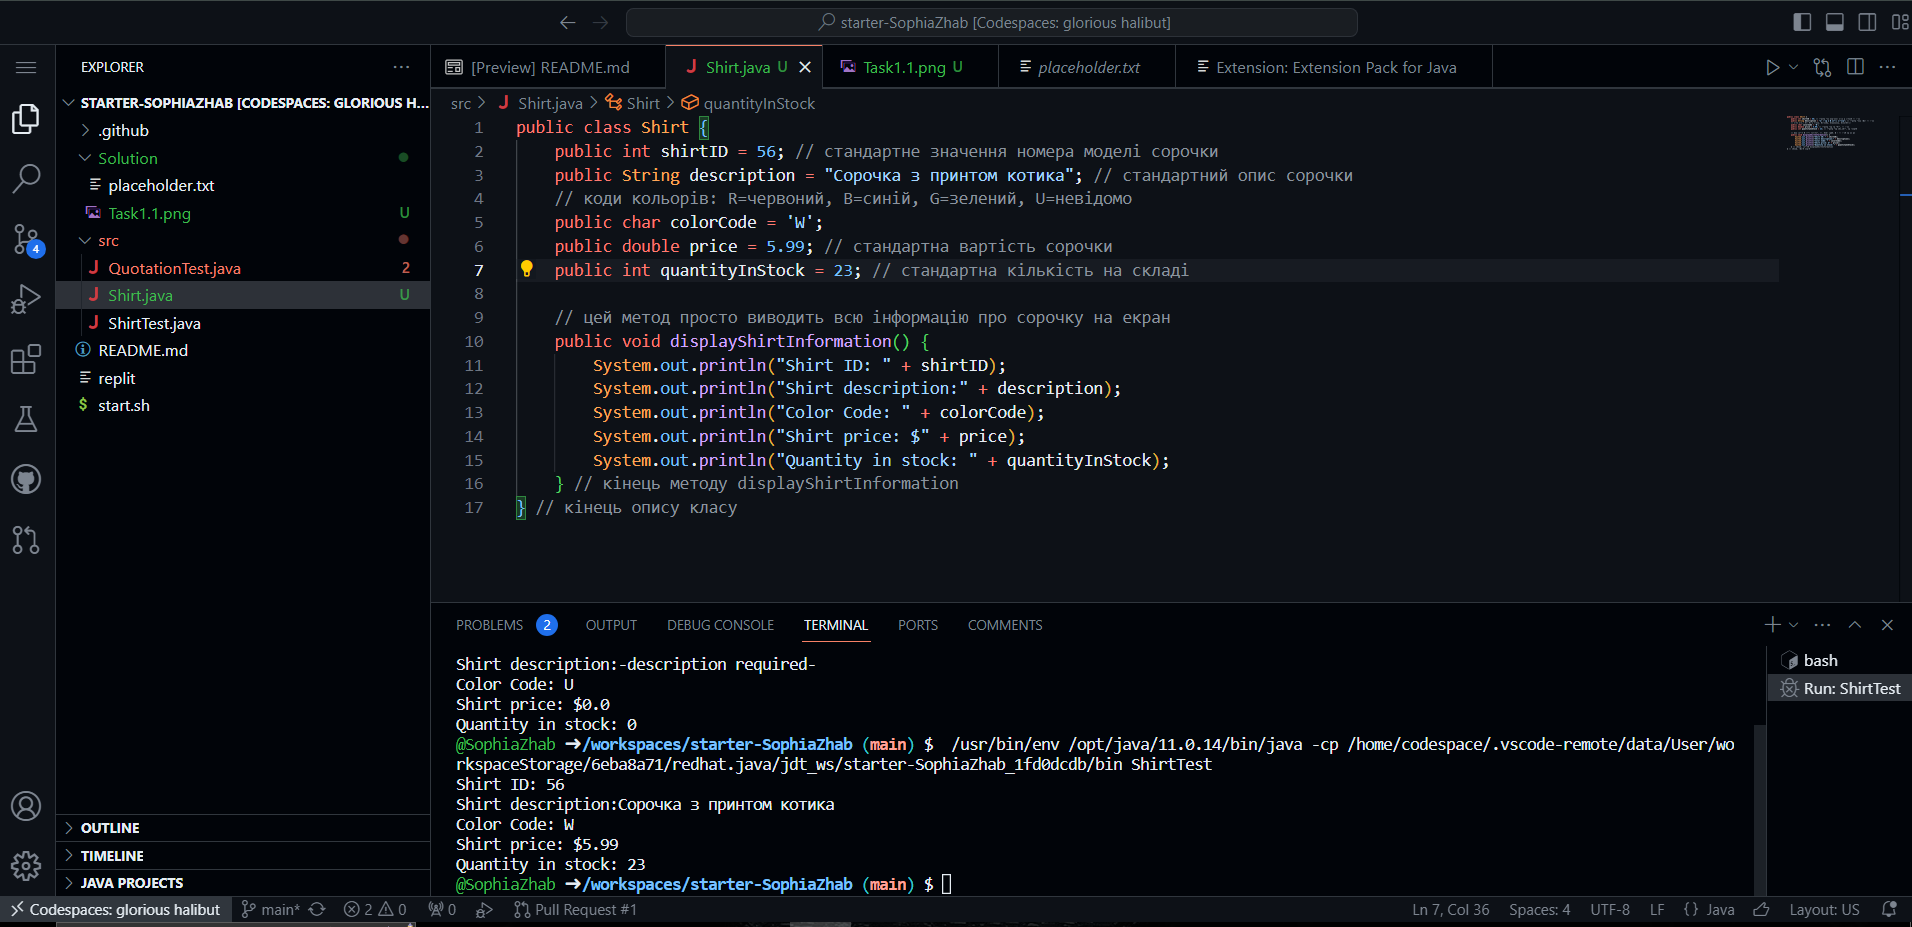 starter-SophiaZhab [Codespaces: glorious halibut]
EXPLORER
STARTER-SOPHIAZHAB [CODESPACES: GLORIOUS H...
.github
Solution
placeholder.txt
Task1.1.png U
src
QuotationTest.java 2
Shirt.java U
ShirtTest.java
README.md
replit
$ start.sh
OUTLINE
TIMELINE
JAVA PROJECTS
4
[Preview] README.md
Shirt.java U
Task1.1.png U
placeholder.txt
Extension: Extension Pack for Java
src > Shirt.java > Shirt > quantityInStock
1 public class Shirt {
2 public int shirtID = 56; // стандартне значення номера моделі сорочки
3 public String description = "Сорочка з принтом котика"; // стандартний опис сорочки
4 // коди кольорів: R=червоний, B=синій, G=зелений, U=невідомо
5 public char colorCode = 'W';
6 public double price = 5.99; // стандартна вартість сорочки
7 public int quantityInStock = 23; // стандартна кількість на складі
8
9 // цей метод просто виводить всю інформацію про сорочку на екран
10 public void displayShirtInformation() {
11 System.out.println("Shirt ID: " + shirtID);
12 System.out.println("Shirt description:" + description);
13 System.out.println("Color Code: " + colorCode);
14 System.out.println("Shirt price: $" + price);
15 System.out.println("Quantity in stock: " + quantityInStock);
16 } // кінець методу displayShirtInformation
17 } // кінець опису класу
PROBLEMS 2 OUTPUT DEBUG CONSOLE TERMINAL PORTS COMMENTS
Shirt description:-description required-
Color Code: U
Shirt price: $0.0
Quantity in stock: 0
@SophiaZhab ➜/workspaces/starter-SophiaZhab (main) $ /usr/bin/env /opt/java/11.0.14/bin/java -cp /home/codespace/.vscode-remote/data/User/wo
rkspaceStorage/6eba8a71/redhat.java/jdt_ws/starter-SophiaZhab_1fd0dcdb/bin ShirtTest
Shirt ID: 56
Shirt description:Сорочка з принтом котика
Color Code: W
Shirt price: $5.99
Quantity in stock: 23
@SophiaZhab ➜/workspaces/starter-SophiaZhab (main) $
bash
Run: ShirtTest
Codespaces: glorious halibut main* 2 0 0 Pull Request #1 Ln 7, Col 36 Spaces: 4 UTF-8 LF {} Java Layout: US